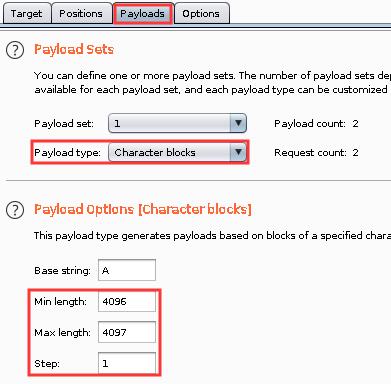 Target Positions Payloads Options
? Payload Sets
You can define one or more payload sets. The number of payload sets dep
available for each payload set, and each payload type can be customized
Payload set: 1 Payload count: 2
Payload type: Character blocks Request count: 2
? Payload Options [Character blocks]
This payload type generates payloads based on blocks of a specified chara
Base string: A
Min length: 4096
Max length: 4097
Step: 1